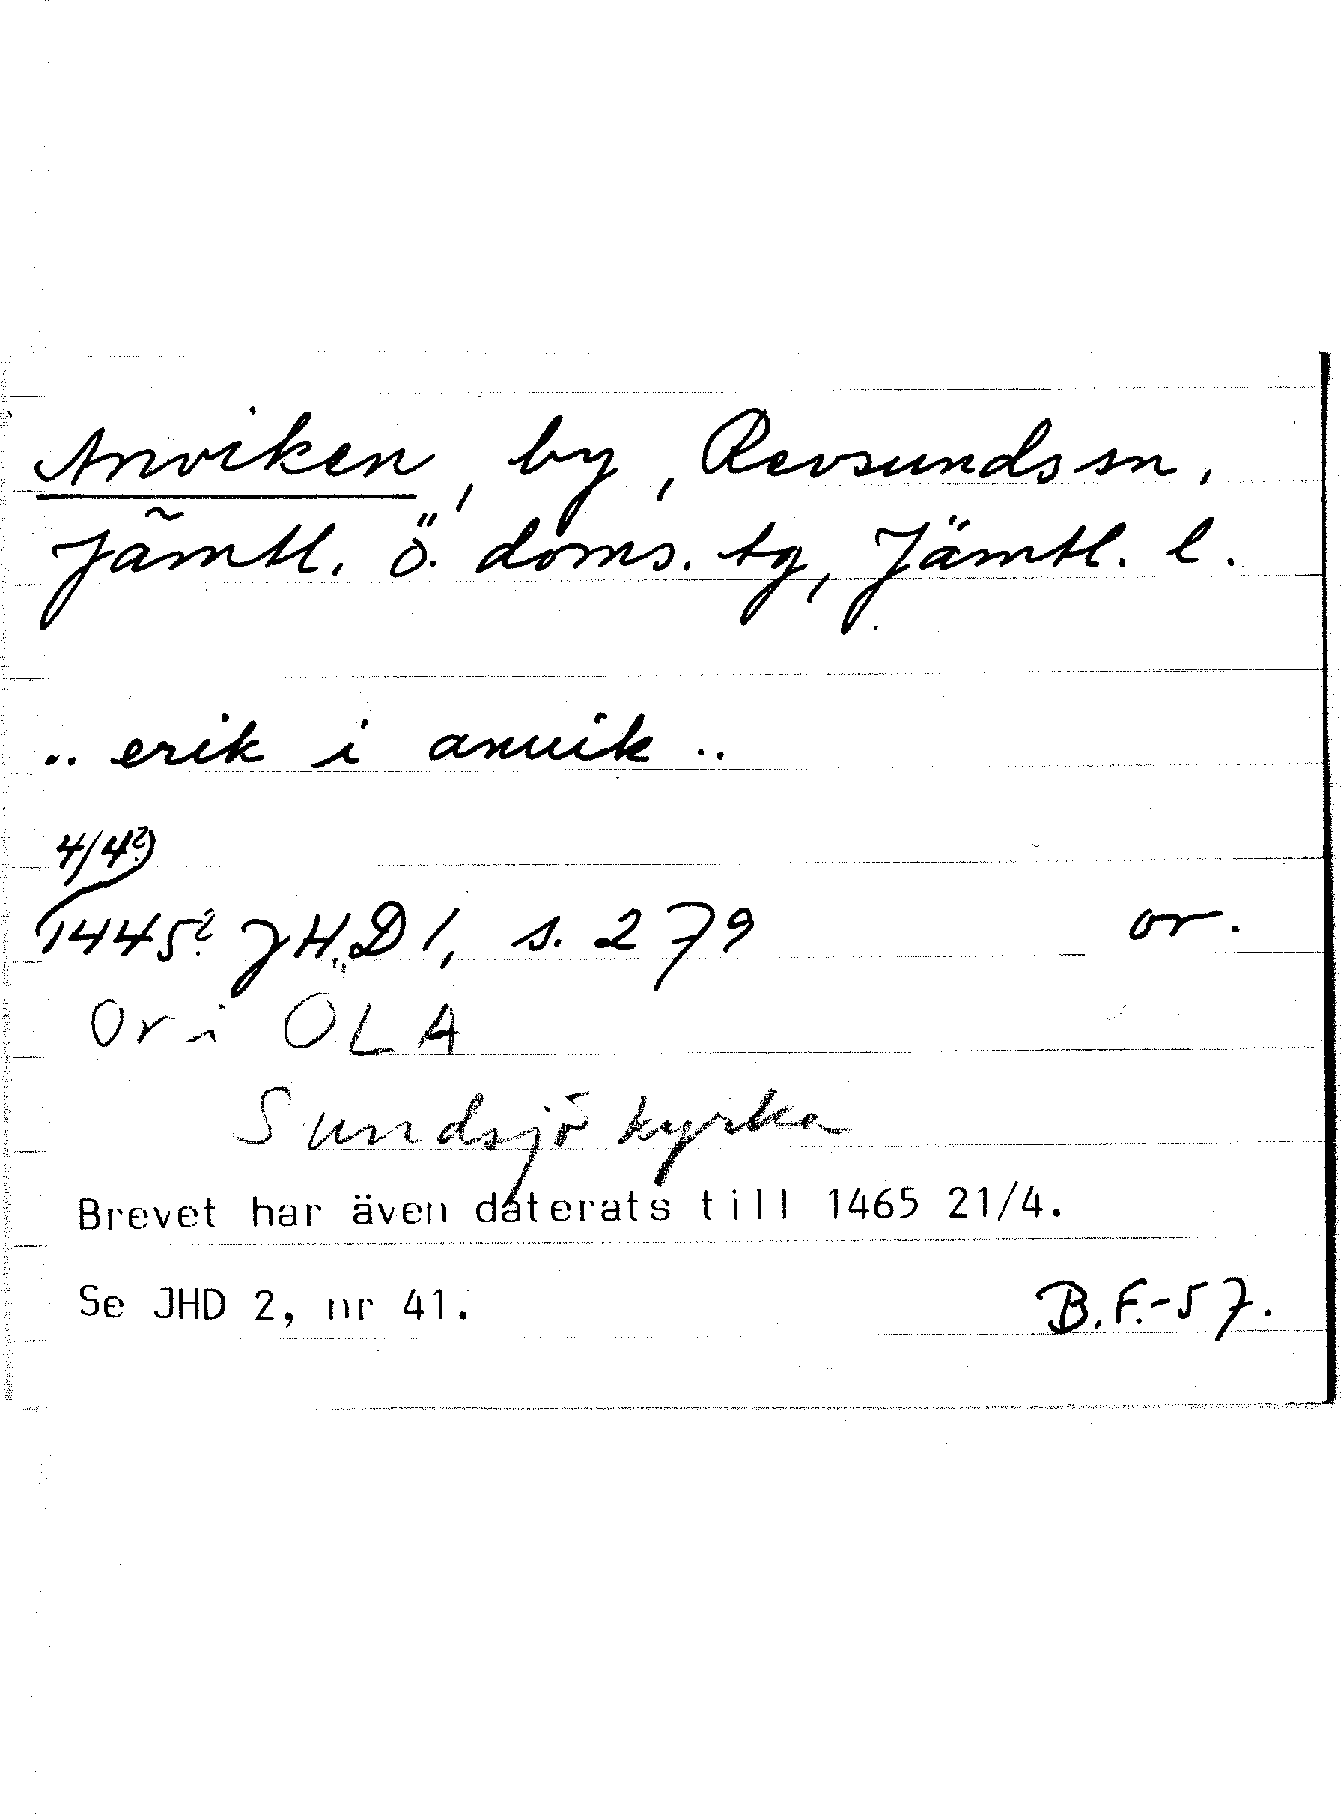 Anviken, by, Revsunds sn,
Jämtl. ö. doms. tg, Jämtl. l.
.. erik i anuik ..
4/4?
1445? JHD 1, s. 279 or.
Or i ÖLA
Sundsjö kyrka
Brevet har även daterats till 1465 21/4.
Se JHD 2, nr 41. B.F.-57.